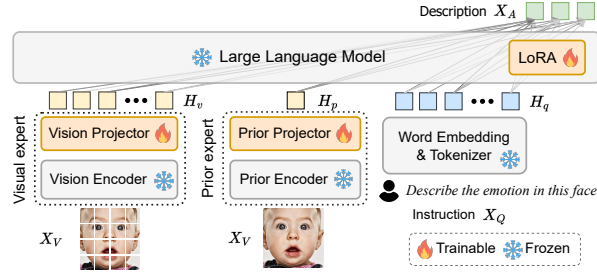 Description X_A
Large Language Model
LoRA
H_v
H_p
H_q
Visual expert
Vision Projector
Vision Encoder
Prior expert
Prior Projector
Prior Encoder
Word Embedding
& Tokenizer
Describe the emotion in this face
X_V
X_V
Instruction X_Q
Trainable
Frozen